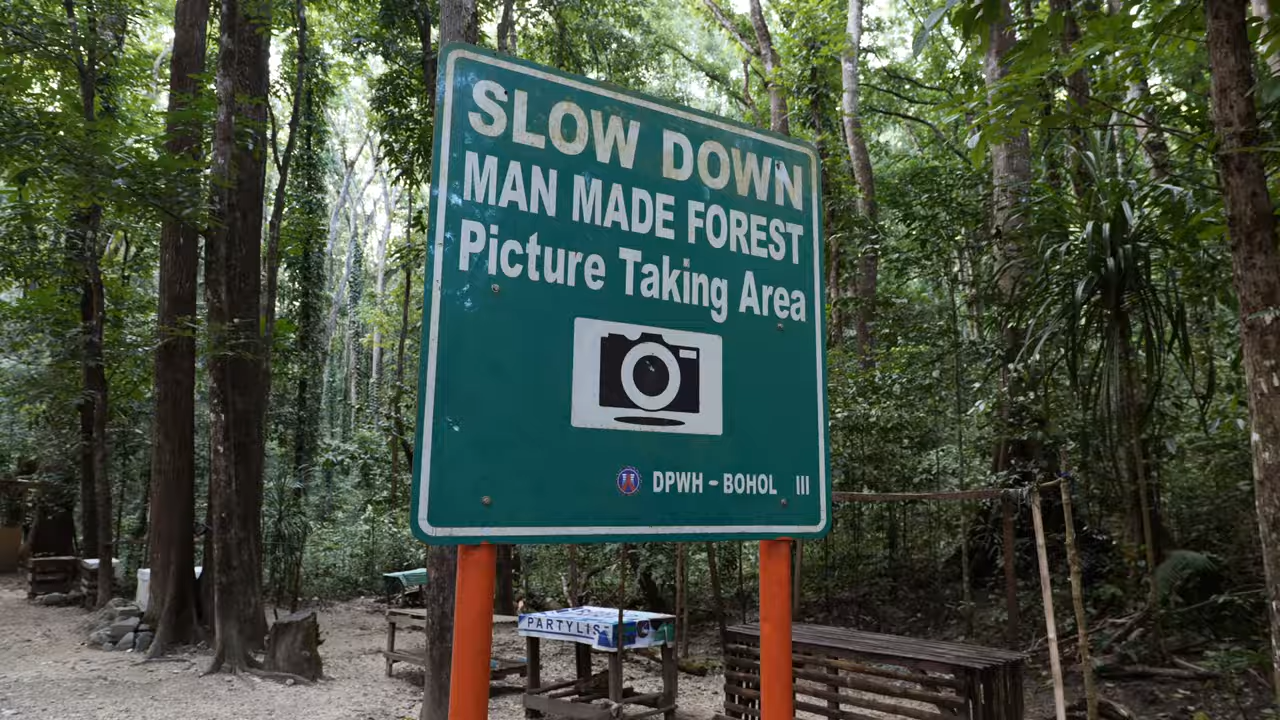 SLOW DOWN
MAN MADE FOREST
Picture Taking Area
DPWH - BOHOL III
PARTYLIS